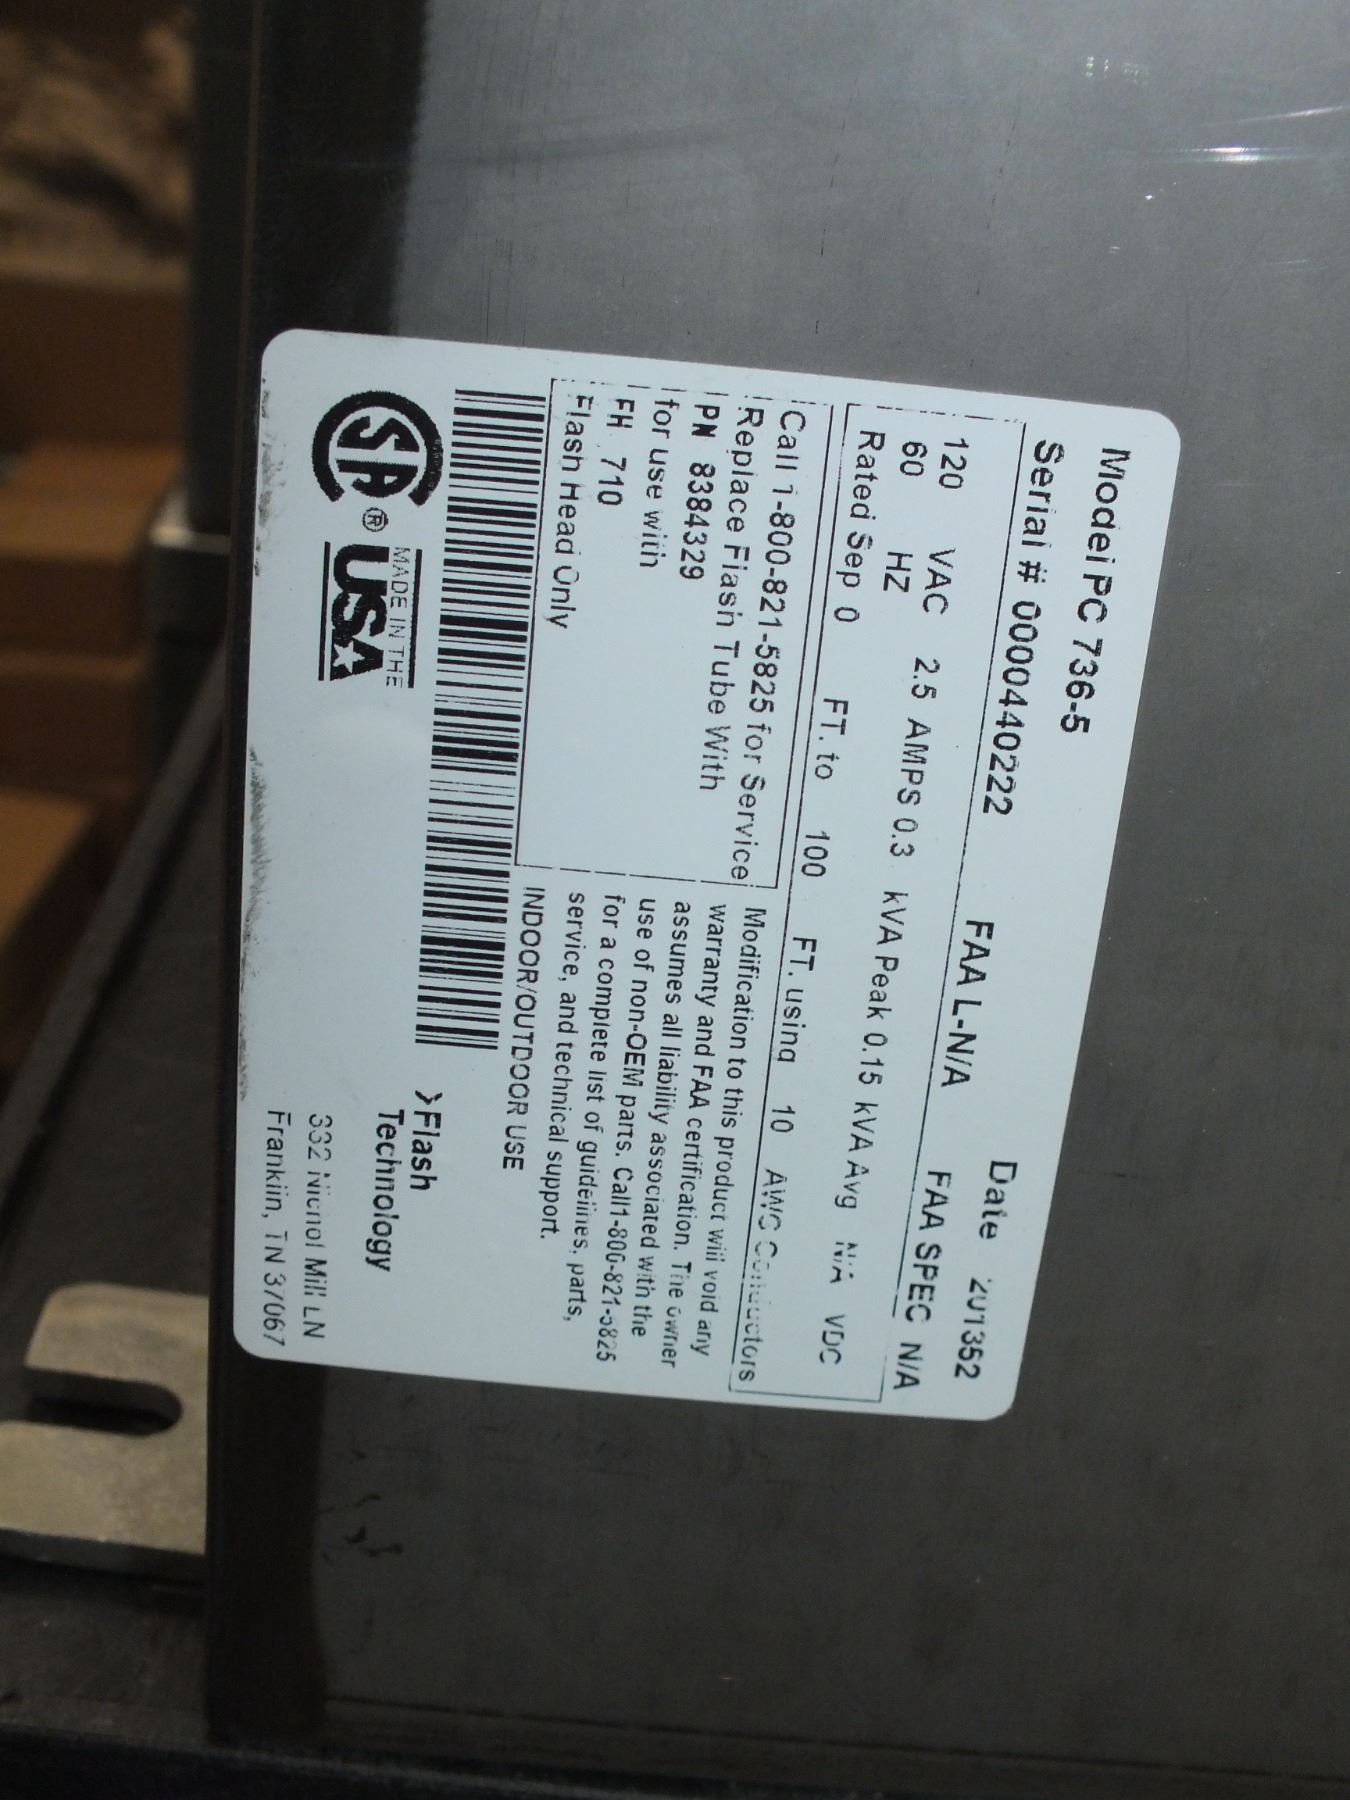 Model PC 736-5
Date 201352
Serial # 0000440222 FAA L-N/A FAA SPEC N/A
120 VAC 2.5 AMPS 0.3 kVA Peak 0.15 kVA Avg N/A VDC
60 HZ
Rated Sep 0 FT. to 100 FT. using 10 AWG Conductors
Call 1-800-821-5825 for Service
Replace Flash Tube With
PN 8384329
for use with
FH 710
Flash Head Only
Modification to this product will void any
warranty and FAA certification. The owner
assumes all liability associated with the
use of non-OEM parts. Call 1-800-821-5825
for a complete list of guidelines, parts,
service, and technical support.
INDOOR/OUTDOOR USE
SA ®
MADE IN THE
USA
Flash
Technology
332 Nichol Mill LN
Franklin, TN 37067